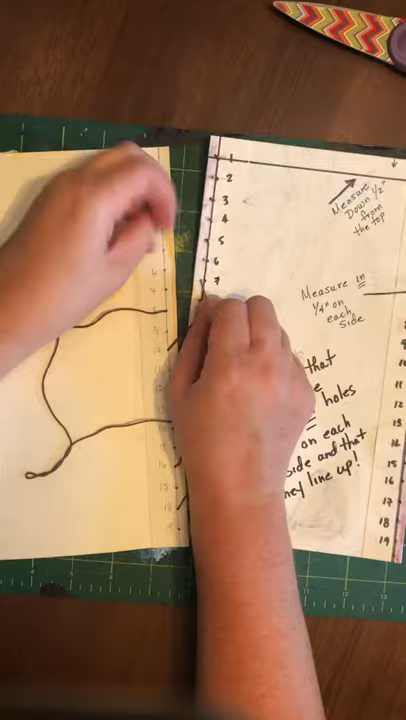 1
2
3
4
5
6
7
Measure
Down 1/2"
from
the top
Measure in
1/4" on
each
side
that
holes
on each
side and that
hey line up!
8
9
10
11
12
13
14
15
16
17
18
19